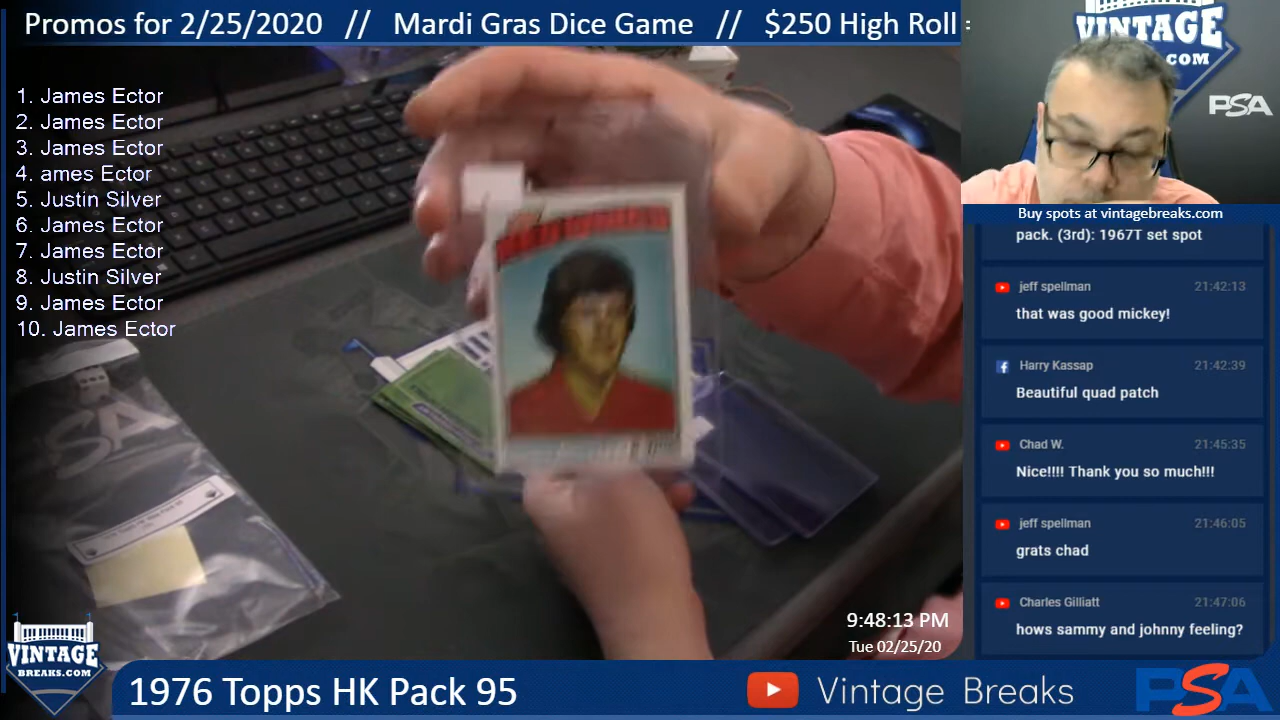 Promos for 2/25/2020 // Mardi Gras Dice Game // $250 High Roll =
1. James Ector
2. James Ector
3. James Ector
4. ames Ector
5. Justin Silver
6. James Ector
7. James Ector
8. Justin Silver
9. James Ector
10. James Ector
VINTAGE
.COM
PSA
Buy spots at vintagebreaks.com
pack. (3rd): 1967T set spot
jeff spellman 21:42:13
that was good mickey!
Harry Kassap 21:42:39
Beautiful quad patch
Chad W. 21:45:35
Nice!!!! Thank you so much!!!
jeff spellman 21:46:05
grats chad
Charles Gilliatt 21:47:06
hows sammy and johnny feeling?
9:48:13 PM
Tue 02/25/20
VINTAGE
BREAKS.COM
1976 Topps HK Pack 95
Vintage Breaks
PSA